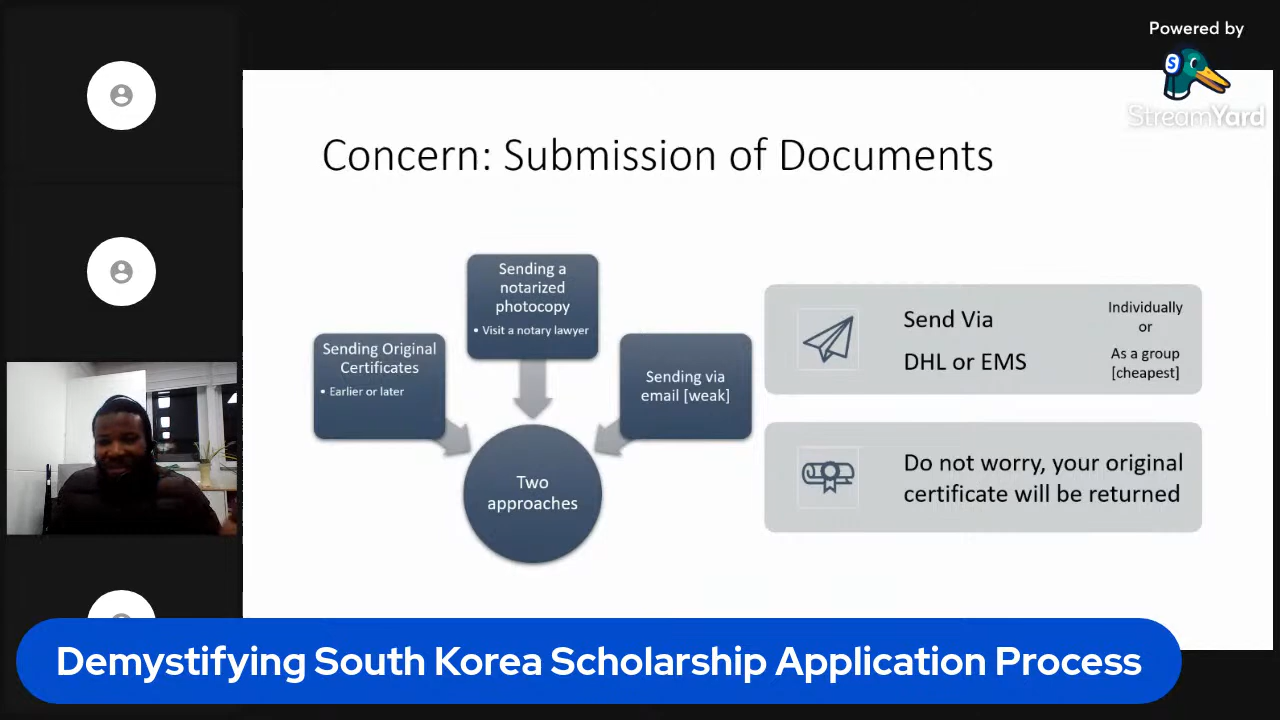 Powered by
StreamYard
Concern: Submission of Documents
Sending a
notarized
photocopy
• Visit a notary lawyer
Sending Original
Certificates
• Earlier or later
Sending via
email [weak]
Two
approaches
Send Via
DHL or EMS
Individually
or
As a group
[cheapest]
Do not worry, your original
certificate will be returned
Demystifying South Korea Scholarship Application Process